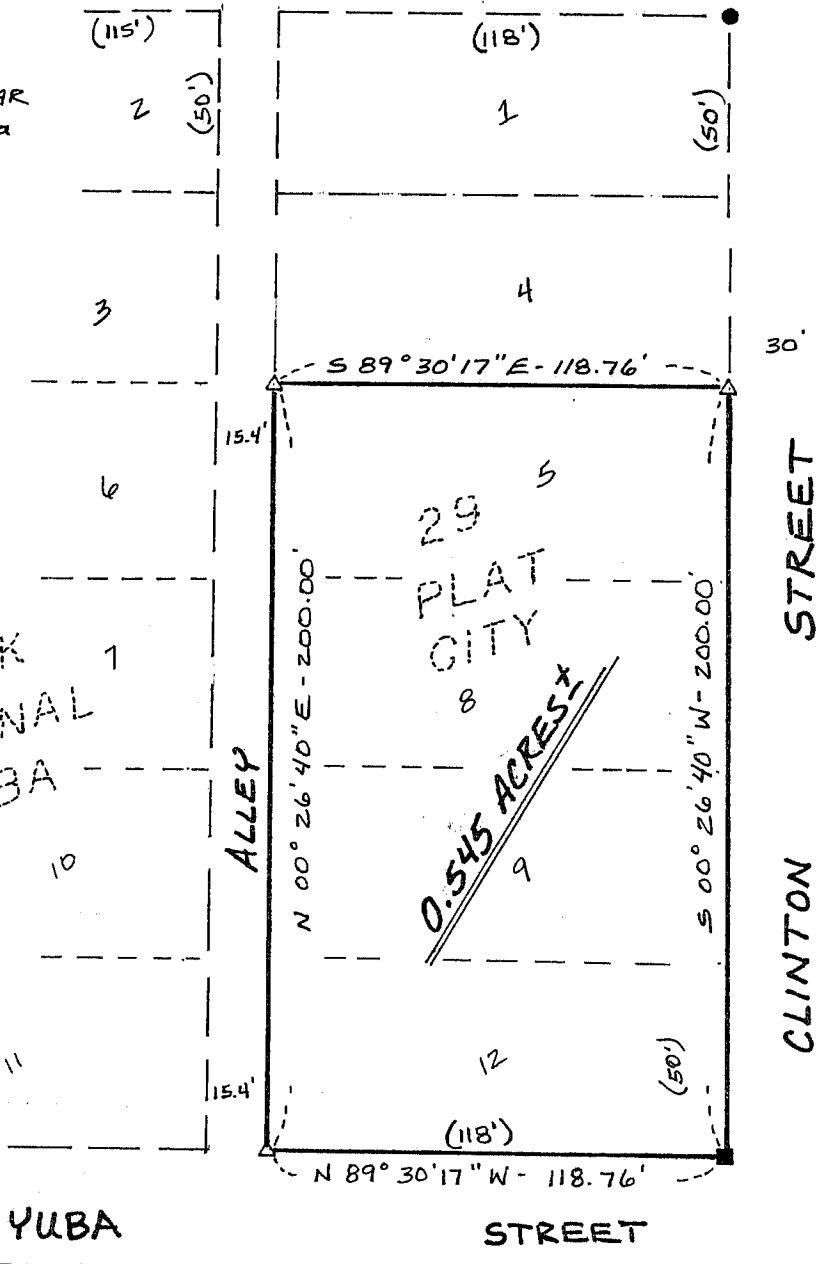 (115')
(118')
2
(50')
1
(50')
3
4
30'
S 89° 30' 17" E - 118.76'
15.4'
6
5
29
PLAT
CITY
N 00° 26' 40" E - 200.00'
S 00° 26' 40" W - 200.00'
STREET
7
8
ALLEY
0.545 ACRES ±
10
9
CLINTON
11
12
(50')
15.4'
(118')
N 89° 30' 17" W - 118.76'
YUBA
STREET